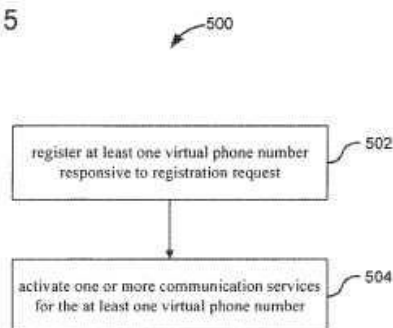 5
500
register at least one virtual phone number
responsive to registration request
502
activate one or more communication services
for the at least one virtual phone number
504